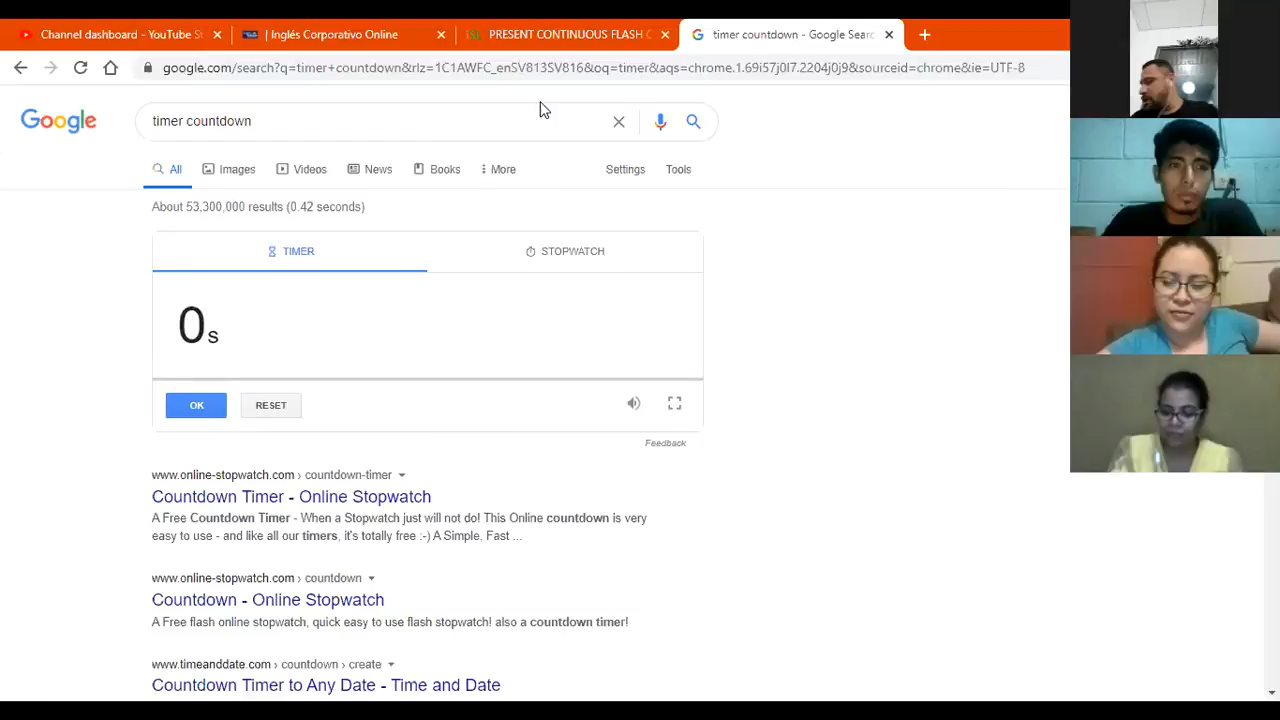 Channel dashboard - YouTube St
| Inglés Corporativo Online
PRESENT CONTINUOUS FLASH C
timer countdown - Google Searc
google.com/search?q=timer+countdown&rlz=1C1AWFC_enSV813SV816&oq=timer&aqs=chrome.1.69i57j0l7.2204j0j9&sourceid=chrome&ie=UTF-8
Google
timer countdown
All
Images
Videos
News
Books
More
Settings
Tools
About 53,300,000 results (0.42 seconds)
TIMER
STOPWATCH
0s
OK
RESET
Feedback
www.online-stopwatch.com › countdown-timer
Countdown Timer - Online Stopwatch
A Free Countdown Timer - When a Stopwatch just will not do! This Online countdown is very
easy to use - and like all our timers, it's totally free :-) A Simple. Fast ...
www.online-stopwatch.com › countdown
Countdown - Online Stopwatch
A Free flash online stopwatch, quick easy to use flash stopwatch! also a countdown timer!
www.timeanddate.com › countdown › create
Countdown Timer to Any Date - Time and Date